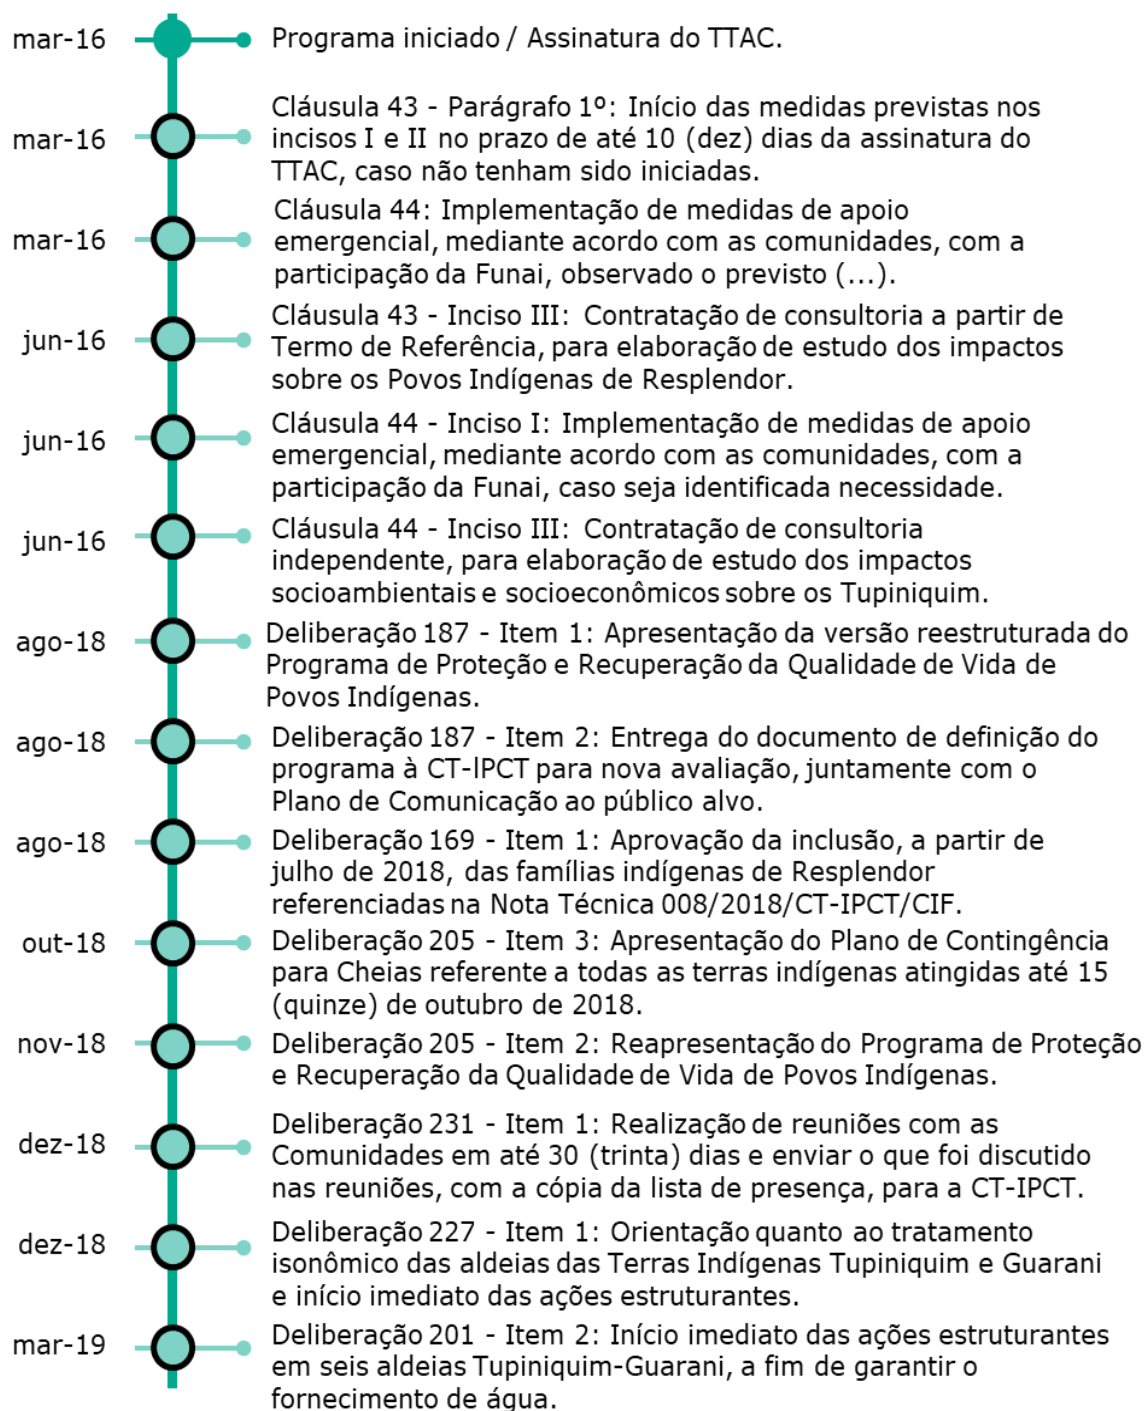 mar-16 Programa iniciado / Assinatura do TTAC.
Cláusula 43 - Parágrafo 1º: Início das medidas previstas nos
mar-16 incisos I e II no prazo de até 10 (dez) dias da assinatura do
TTAC, caso não tenham sido iniciadas.
Cláusula 44: Implementação de medidas de apoio
mar-16 emergencial, mediante acordo com as comunidades, com a
participação da Funai, observado o previsto (...).
Cláusula 43 - Inciso III: Contratação de consultoria a partir de
jun-16 Termo de Referência, para elaboração de estudo dos impactos
sobre os Povos Indígenas de Resplendor.
Cláusula 44 - Inciso I: Implementação de medidas de apoio
jun-16 emergencial, mediante acordo com as comunidades, com a
participação da Funai, caso seja identificada necessidade.
Cláusula 44 - Inciso III: Contratação de consultoria
jun-16 independente, para elaboração de estudo dos impactos
socioambientais e socioeconômicos sobre os Tupiniquim.
ago-18 Deliberação 187 - Item 1: Apresentação da versão reestruturada do
Programa de Proteção e Recuperação da Qualidade de Vida de
Povos Indígenas.
ago-18 Deliberação 187 - Item 2: Entrega do documento de definição do
programa à CT-lPCT para nova avaliação, juntamente com o
Plano de Comunicação ao público alvo.
ago-18 Deliberação 169 - Item 1: Aprovação da inclusão, a partir de
julho de 2018, das famílias indígenas de Resplendor
referenciadas na Nota Técnica 008/2018/CT-IPCT/CIF.
out-18 Deliberação 205 - Item 3: Apresentação do Plano de Contingência
para Cheias referente a todas as terras indígenas atingidas até 15
(quinze) de outubro de 2018.
nov-18 Deliberação 205 - Item 2: Reapresentação do Programa de Proteção
e Recuperação da Qualidade de Vida de Povos Indígenas.
Deliberação 231 - Item 1: Realização de reuniões com as
dez-18 Comunidades em até 30 (trinta) dias e enviar o que foi discutido
nas reuniões, com a cópia da lista de presença, para a CT-IPCT.
dez-18 Deliberação 227 - Item 1: Orientação quanto ao tratamento
isonômico das aldeias das Terras Indígenas Tupiniquim e Guarani
e início imediato das ações estruturantes.
mar-19 Deliberação 201 - Item 2: Início imediato das ações estruturantes
em seis aldeias Tupiniquim-Guarani, a fim de garantir o
fornecimento de água.